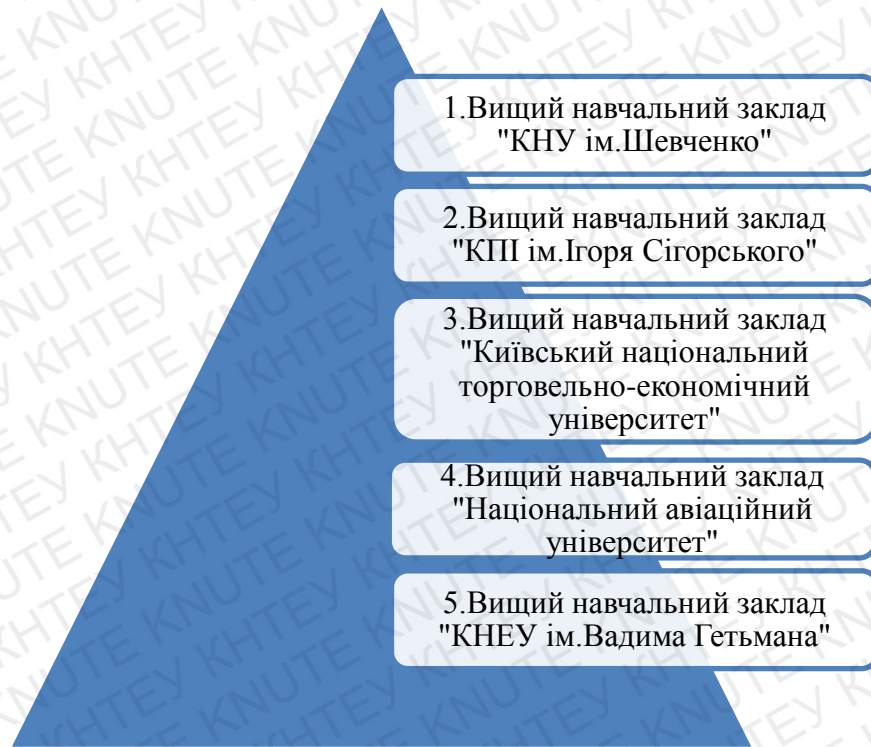 1.Вищий навчальний заклад
"КНУ ім.Шевченко"
2.Вищий навчальний заклад
"КПІ ім.Ігоря Сігорського"
3.Вищий навчальний заклад
"Київський національний
торговельно-економічний
університет"
4.Вищий навчальний заклад
"Національний авіаційний
університет"
5.Вищий навчальний заклад
"КНЕУ ім.Вадима Гетьмана"